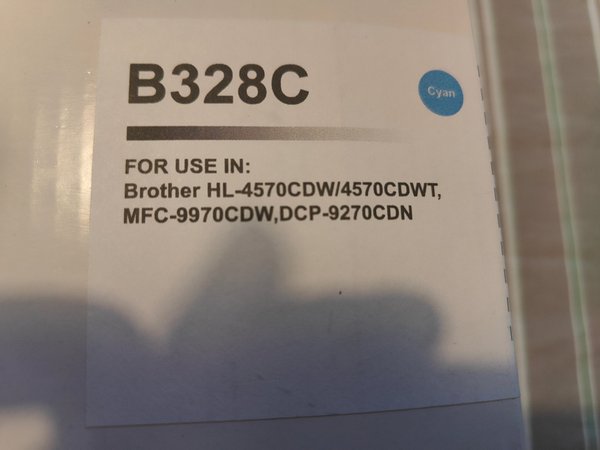 B328C
Cyan
FOR USE IN:
Brother HL-4570CDW/4570CDWT,
MFC-9970CDW,DCP-9270CDN